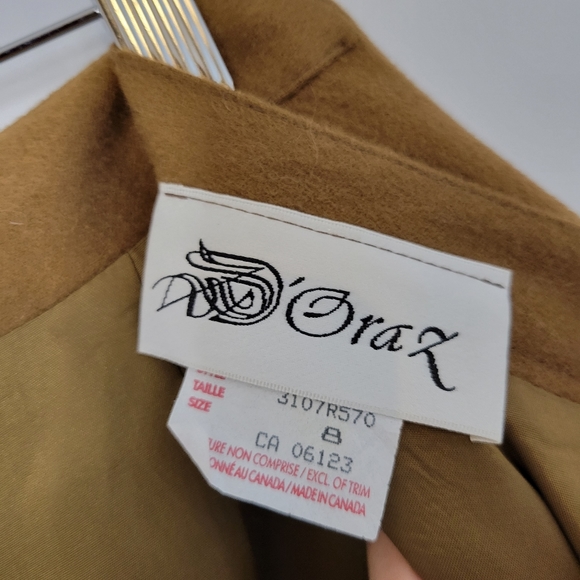 D'Oraz
3107R570
TAILLE
SIZE 8
CA 06123
URE NON COMPRISE / EXCL. OF TRIM
ONNÉ AU CANADA / MADE IN CANADA